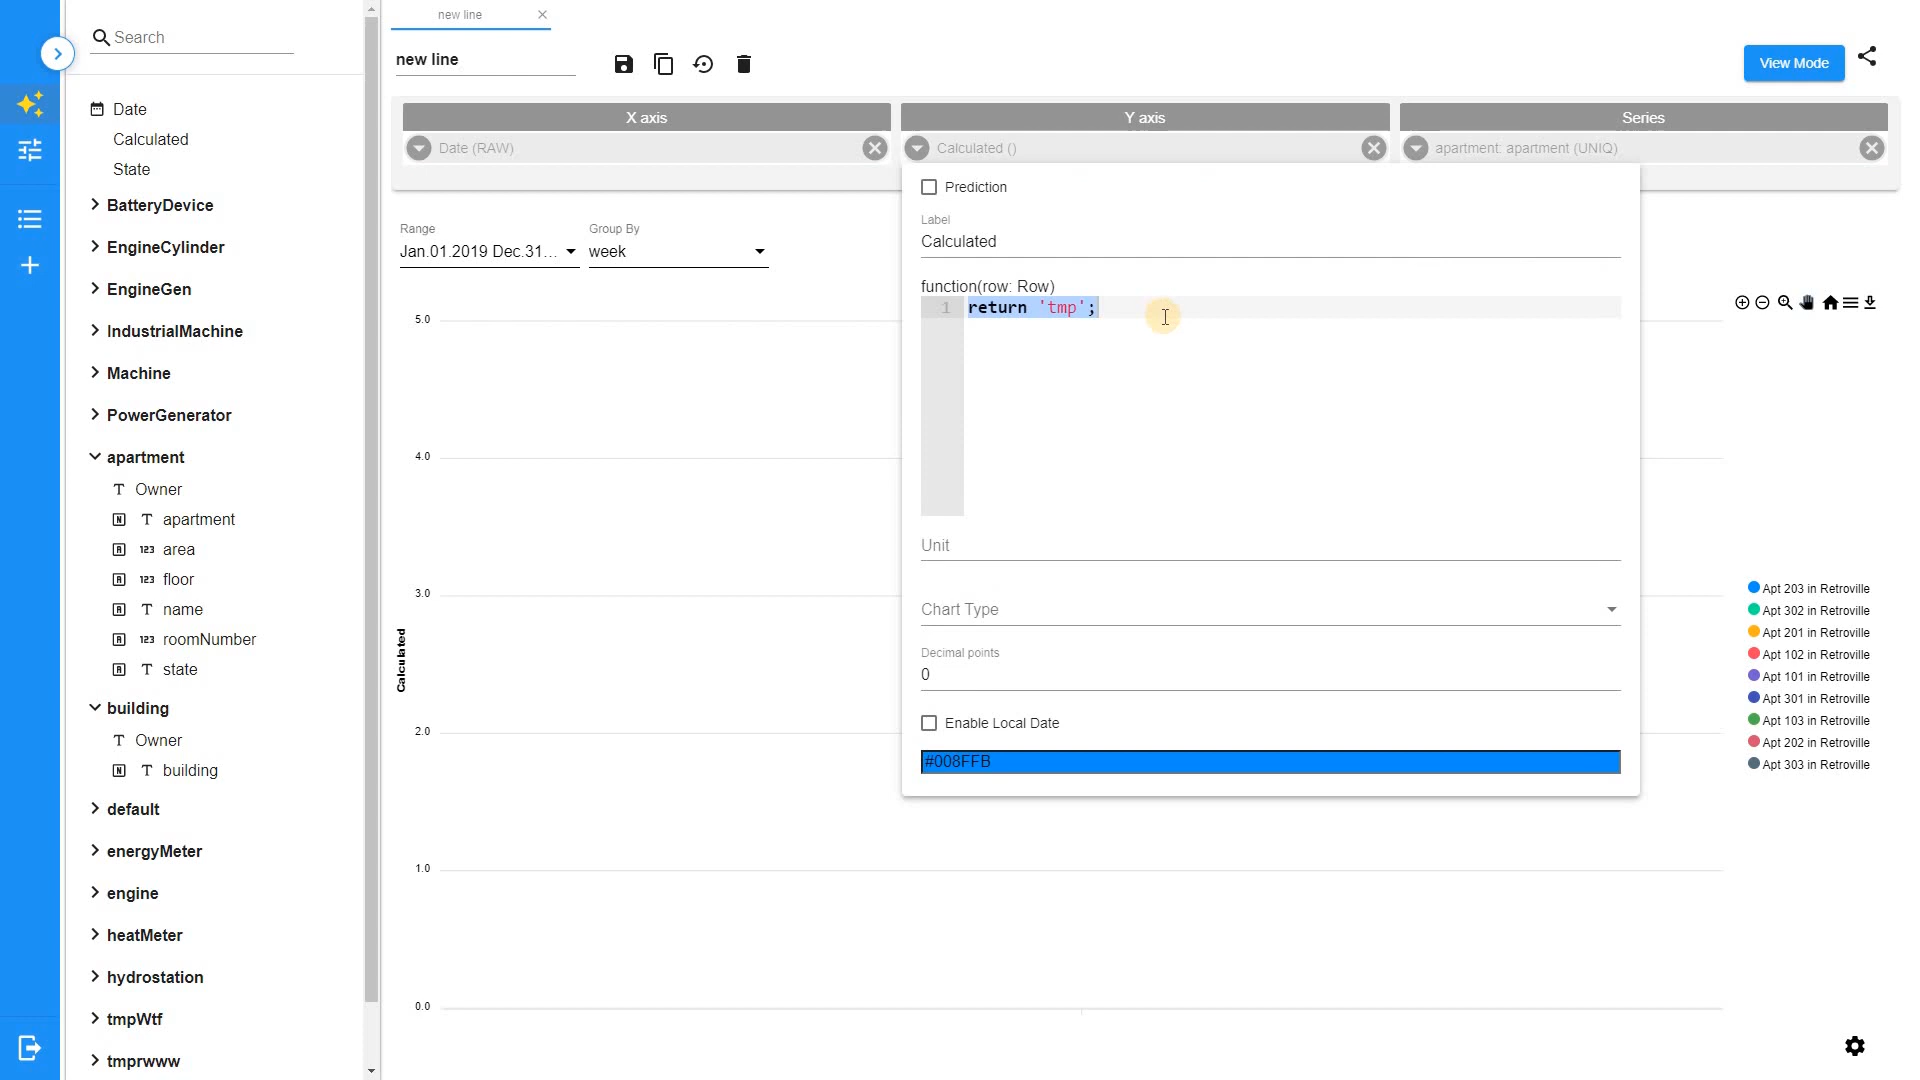 new line
Search
new line
View Mode
Date
Calculated
State
BatteryDevice
EngineCylinder
EngineGen
IndustrialMachine
Machine
PowerGenerator
apartment
T Owner
N T apartment
R 123 area
R 123 floor
R T name
R 123 roomNumber
R T state
building
T Owner
N T building
default
energyMeter
engine
heatMeter
hydrostation
tmpWtf
tmprwww
X axis
Date (RAW)
Y axis
Calculated ()
Series
apartment: apartment (UNIQ)
Range
Jan.01.2019 Dec.31...
Group By
week
Prediction
Label
Calculated
function(row: Row)
1 return 'tmp';
Unit
Chart Type
Decimal points
0
Enable Local Date
#008FFB
5.0
4.0
3.0
2.0
1.0
0.0
Calculated
Apt 203 in Retroville
Apt 302 in Retroville
Apt 201 in Retroville
Apt 102 in Retroville
Apt 101 in Retroville
Apt 301 in Retroville
Apt 103 in Retroville
Apt 202 in Retroville
Apt 303 in Retroville